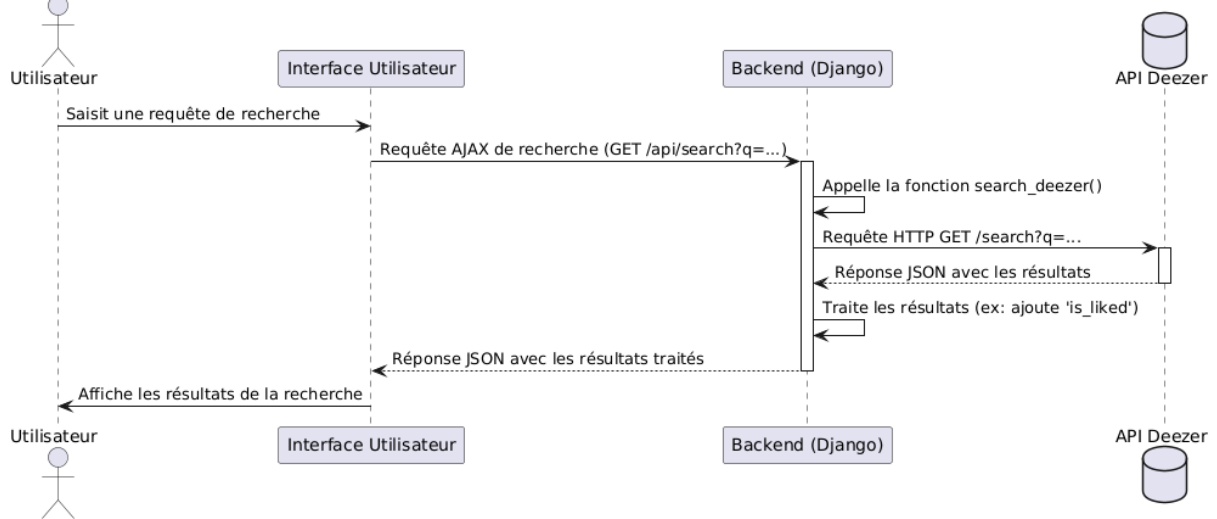 Utilisateur
Interface Utilisateur
Backend (Django)
API Deezer
Saisit une requête de recherche
Requête AJAX de recherche (GET /api/search?q=...)
Appelle la fonction search_deezer()
Requête HTTP GET /search?q=...
Réponse JSON avec les résultats
Traite les résultats (ex: ajoute 'is_liked')
Réponse JSON avec les résultats traités
Affiche les résultats de la recherche
Utilisateur
Interface Utilisateur
Backend (Django)
API Deezer